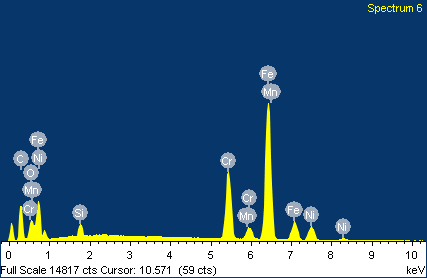 Spectrum 6
Fe
Mn
Fe
C
Ni
O
Mn
Cr
Si
Cr
Cr
Mn
Fe
Ni
Ni
0 1 2 3 4 5 6 7 8 9 10
Full Scale 14817 cts Cursor: 10.571 (59 cts) keV